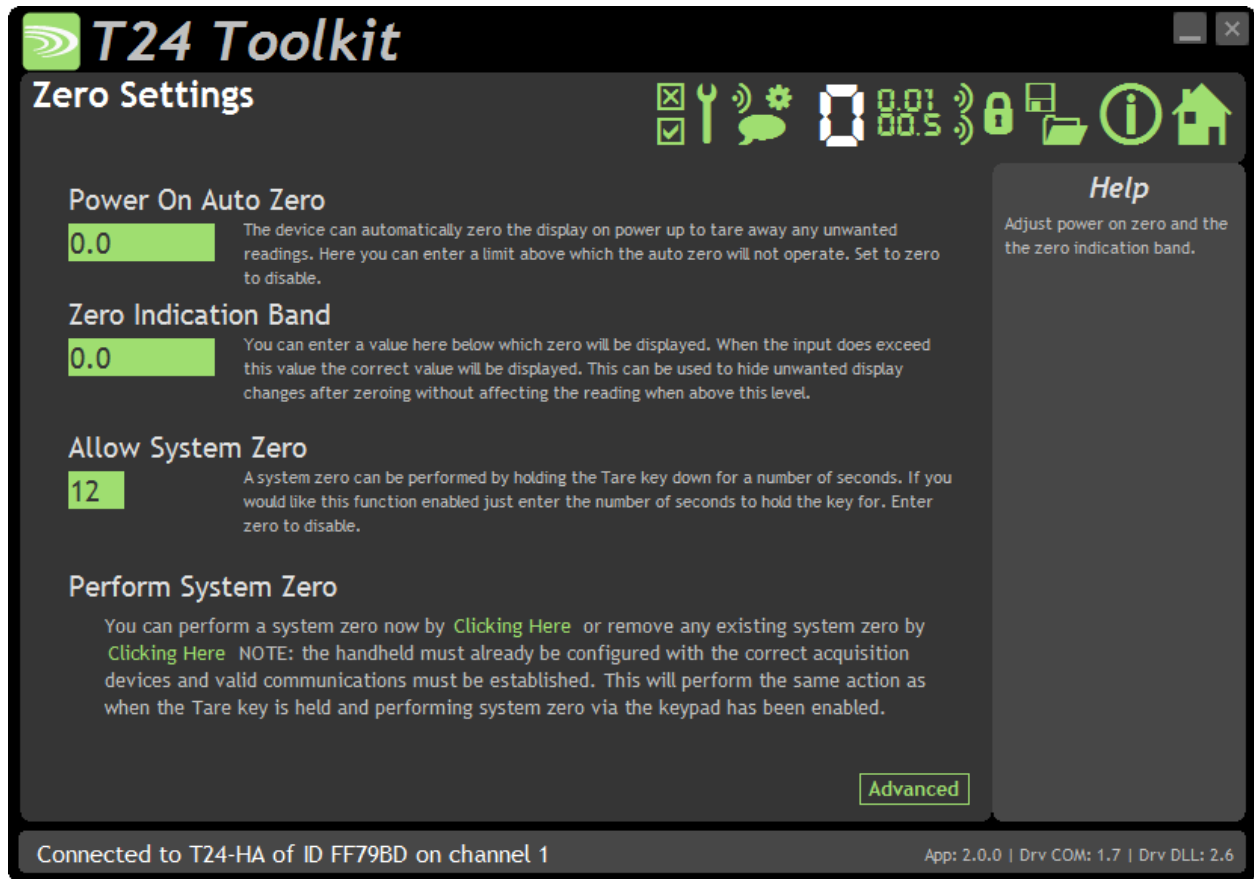 T24 Toolkit
Zero Settings
0
0.01
00.5
Power On Auto Zero
0.0
The device can automatically zero the display on power up to tare away any unwanted
readings. Here you can enter a limit above which the auto zero will not operate. Set to zero
to disable.
Zero Indication Band
0.0
You can enter a value here below which zero will be displayed. When the input does exceed
this value the correct value will be displayed. This can be used to hide unwanted display
changes after zeroing without affecting the reading when above this level.
Allow System Zero
12
A system zero can be performed by holding the Tare key down for a number of seconds. If you
would like this function enabled just enter the number of seconds to hold the key for. Enter
zero to disable.
Perform System Zero
You can perform a system zero now by Clicking Here or remove any existing system zero by
Clicking Here NOTE: the handheld must already be configured with the correct acquisition
devices and valid communications must be established. This will perform the same action as
when the Tare key is held and performing system zero via the keypad has been enabled.
Advanced
Help
Adjust power on zero and the
the zero indication band.
Connected to T24-HA of ID FF79BD on channel 1
App: 2.0.0 | Drv COM: 1.7 | Drv DLL: 2.6